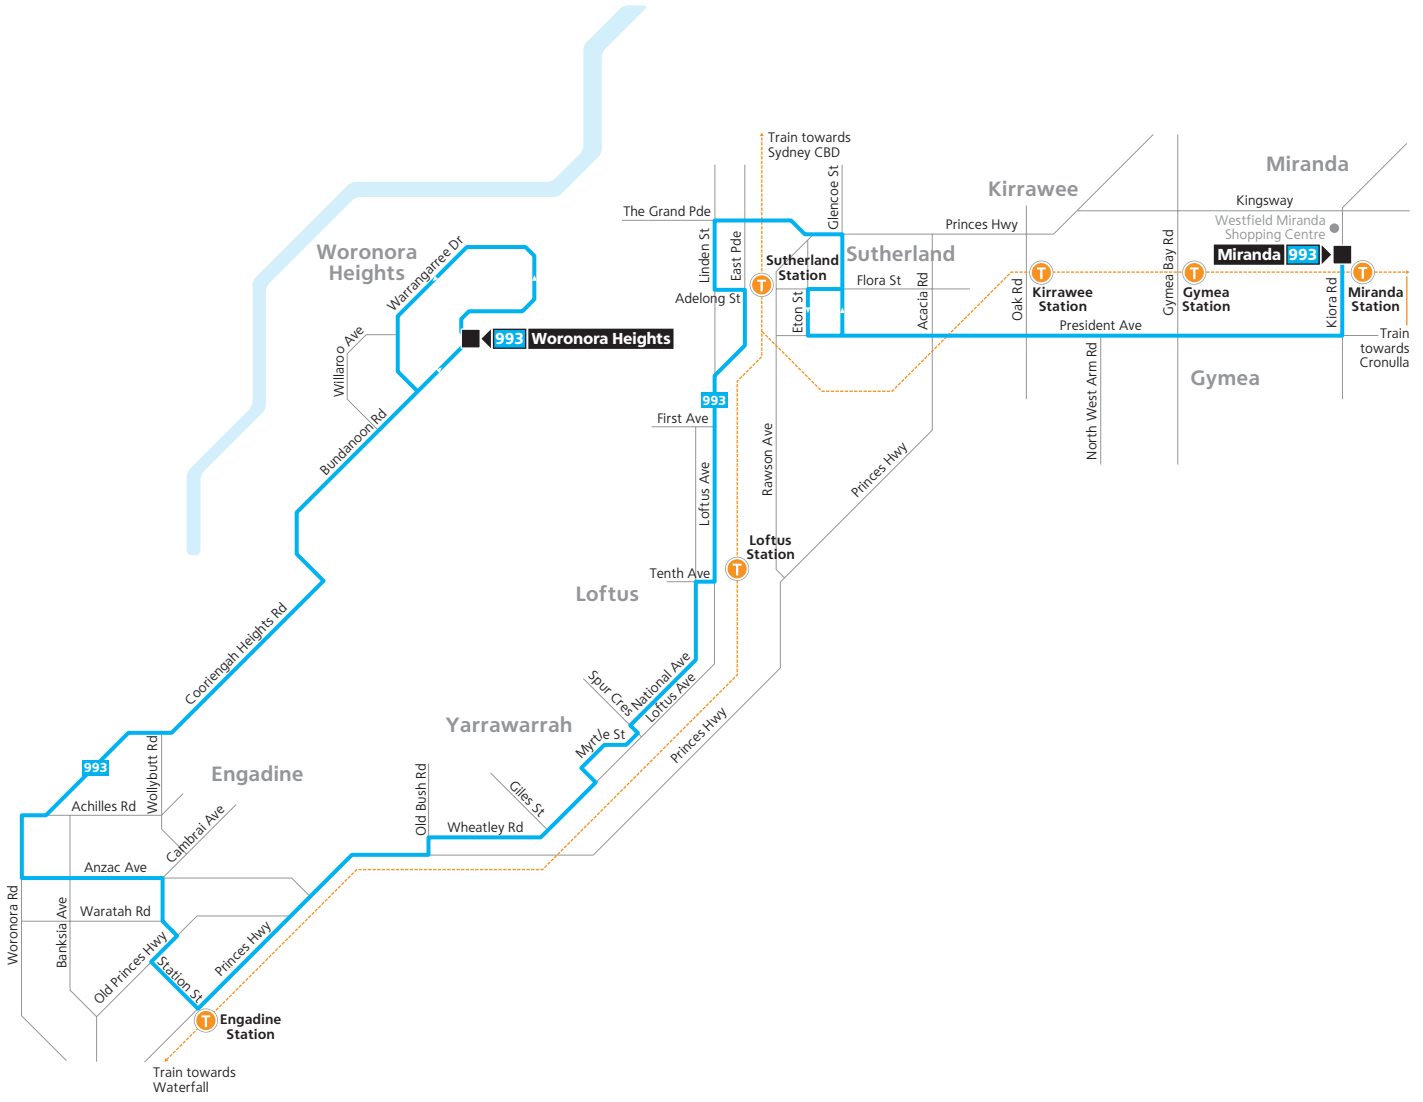 Train towards
Sydney CBD
Glencoe St
Miranda
Kirrawee
The Grand Pde
Princes Hwy
Kingsway
Westfield Miranda
Shopping Centre
Woronora
Heights
Warrangarree Dr
Linden St
East Pde
Sutherland
Station
Sutherland
Miranda 993
T
Adelong St
Eton St
Flora St
Acacia Rd
Oak Rd
T
Kirrawee
Station
Gymea Bay Rd
T
Gymea
Station
Kiora Rd
T
Miranda
Station
President Ave
Train
towards
Cronulla
Willaroo Ave
993 Woronora Heights
North West Arm Rd
Gymea
993
First Ave
Bundanoon Rd
Loftus Ave
Rawson Ave
Princes Hwy
Loftus
Station
T
Tenth Ave
Loftus
Cooriengah Heights Rd
Spur Cres
National Ave
Loftus Ave
Yarrawarrah
Myrtle St
Princes Hwy
993
Wollybutt Rd
Engadine
Old Bush Rd
Giles St
Achilles Rd
Cambrai Ave
Wheatley Rd
Anzac Ave
Woronora Rd
Banksia Ave
Waratah Rd
Old Princes Hwy
Station St
Princes Hwy
T
Engadine
Station
Train towards
Waterfall